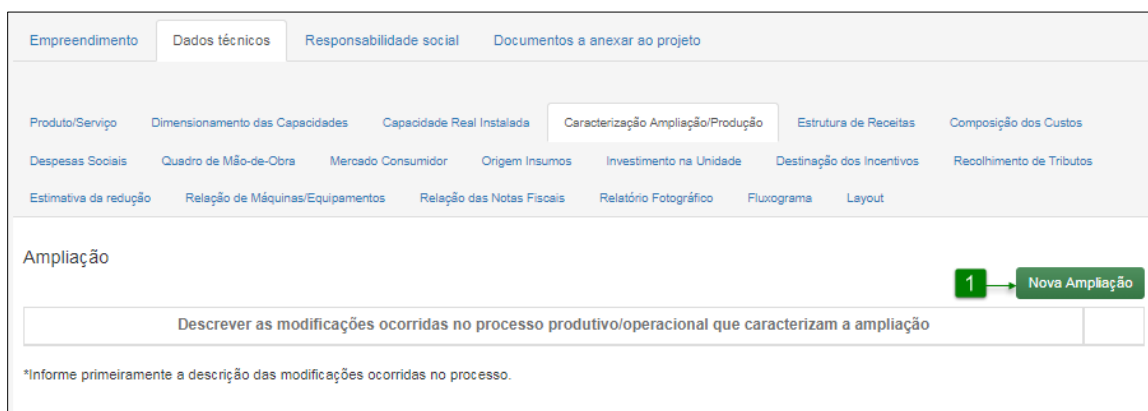 Empreendimento Dados técnicos Responsabilidade social Documentos a anexar ao projeto
Produto/Serviço Dimensionamento das Capacidades Capacidade Real Instalada Caracterização Ampliação/Produção Estrutura de Receitas Composição dos Custos
Despesas Sociais Quadro de Mão-de-Obra Mercado Consumidor Origem Insumos Investimento na Unidade Destinação dos Incentivos Recolhimento de Tributos
Estimativa da redução Relação de Máquinas/Equipamentos Relação das Notas Fiscais Relatório Fotográfico Fluxograma Layout
Ampliação
1 Nova Ampliação
Descrever as modificações ocorridas no processo produtivo/operacional que caracterizam a ampliação
*Informe primeiramente a descrição das modificações ocorridas no processo.